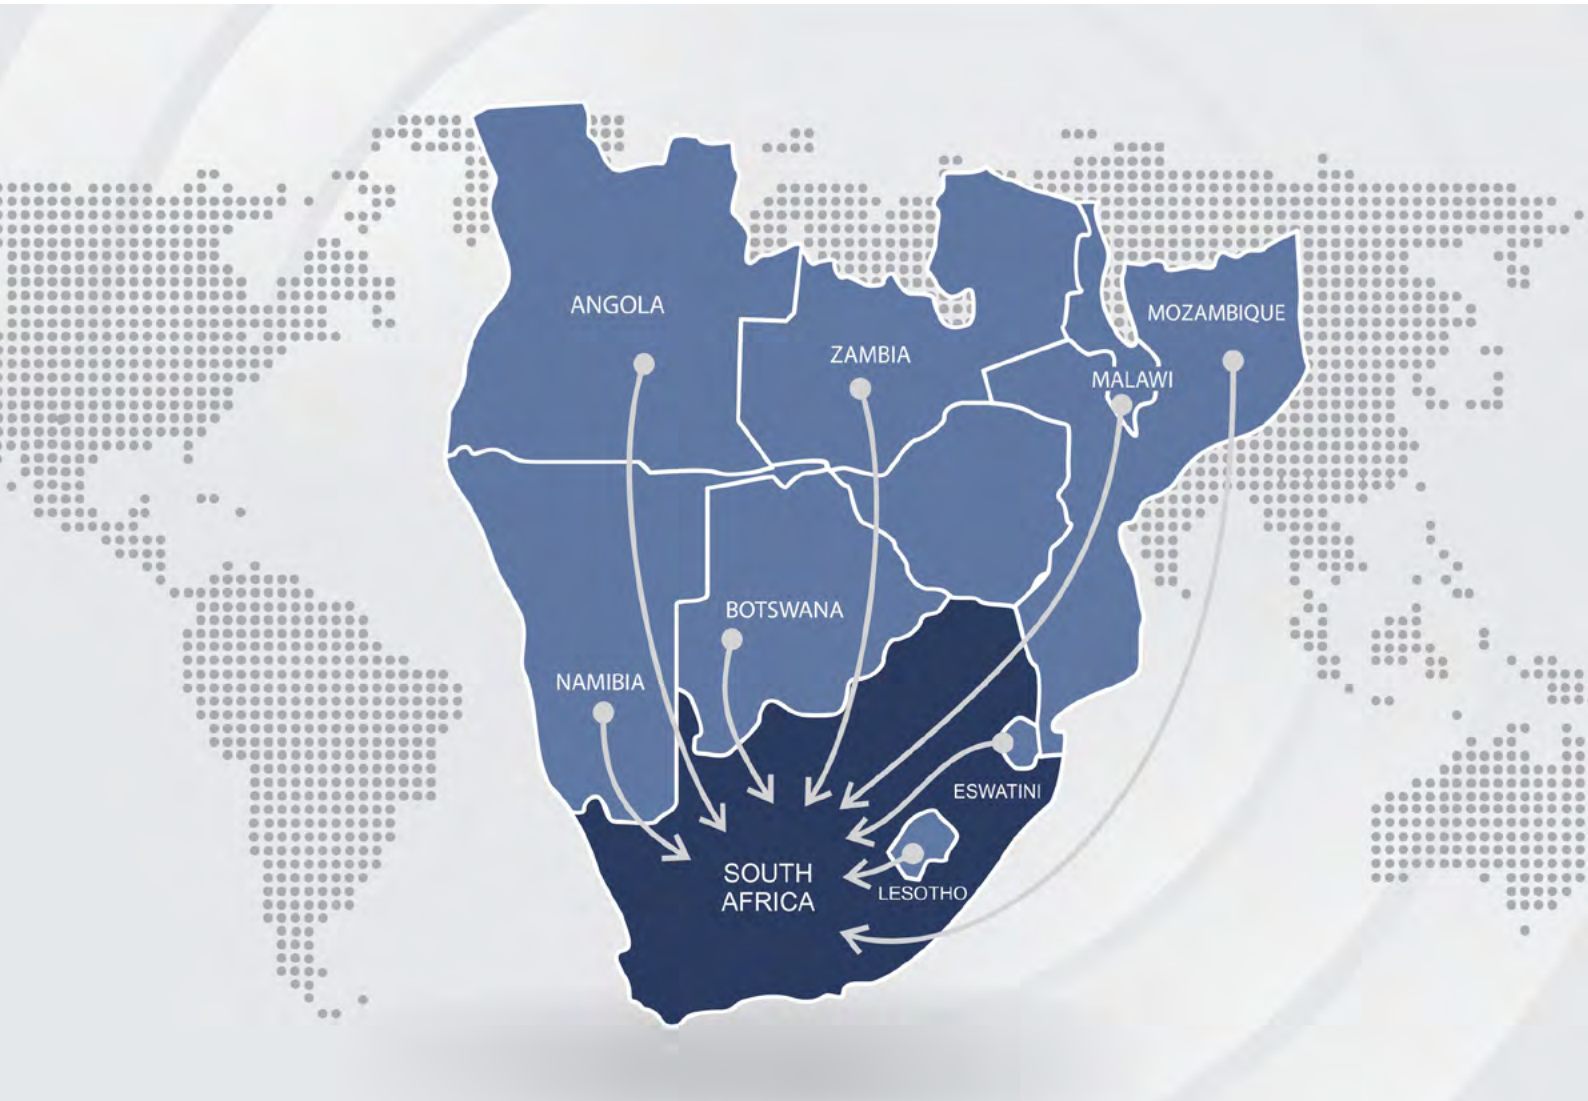 ANGOLA
MOZAMBIQUE
ZAMBIA
MALAWI
BOTSWANA
NAMIBIA
ESWATINI
SOUTH
AFRICA
LESOTHO